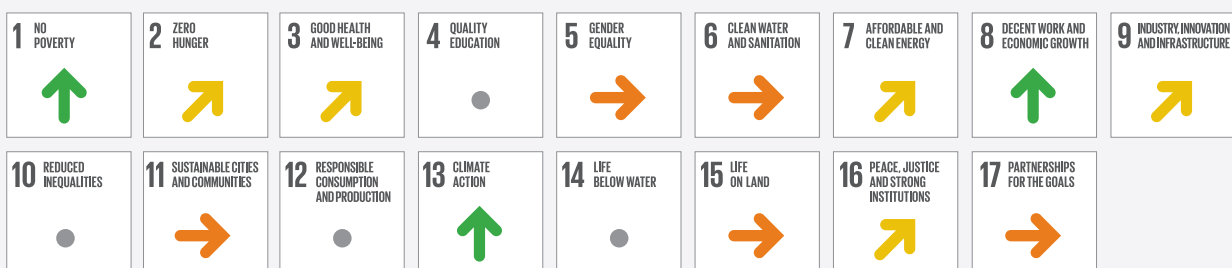 1 NO
POVERTY
2 ZERO
HUNGER
3 GOOD HEALTH
AND WELL-BEING
4 QUALITY
EDUCATION
5 GENDER
EQUALITY
6 CLEAN WATER
AND SANITATION
7 AFFORDABLE AND
CLEAN ENERGY
8 DECENT WORK AND
ECONOMIC GROWTH
9 INDUSTRY, INNOVATION
AND INFRASTRUCTURE
10 REDUCED
INEQUALITIES
11 SUSTAINABLE CITIES
AND COMMUNITIES
12 RESPONSIBLE
CONSUMPTION
AND PRODUCTION
13 CLIMATE
ACTION
14 LIFE
BELOW WATER
15 LIFE
ON LAND
16 PEACE, JUSTICE
AND STRONG
INSTITUTIONS
17 PARTNERSHIPS
FOR THE GOALS